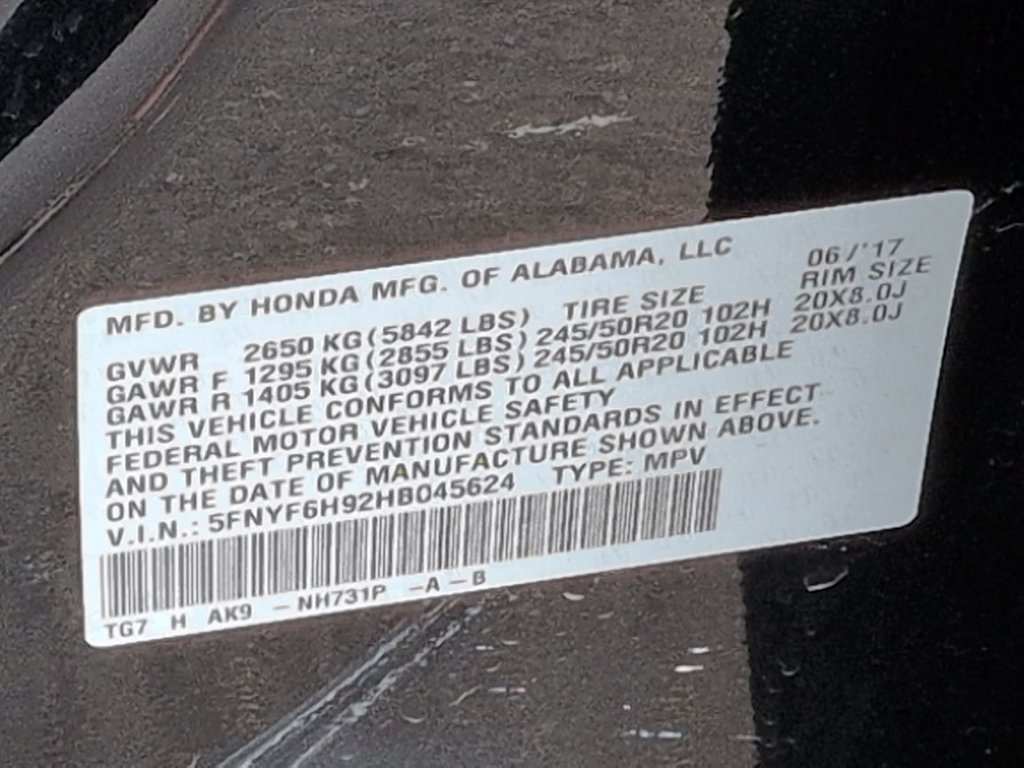 MFD. BY HONDA MFG. OF ALABAMA, LLC 06/'17
GVWR 2650 KG (5842 LBS) TIRE SIZE RIM SIZE
GAWR F 1295 KG (2855 LBS) 245/50R20 102H 20X8.0J
GAWR R 1405 KG (3097 LBS) 245/50R20 102H 20X8.0J
THIS VEHICLE CONFORMS TO ALL APPLICABLE
FEDERAL MOTOR VEHICLE SAFETY
AND THEFT PREVENTION STANDARDS IN EFFECT
ON THE DATE OF MANUFACTURE SHOWN ABOVE.
V.I.N.: 5FNYF6H92HB045624 TYPE: MPV
TG7 H AK9 - NH731P -A - B